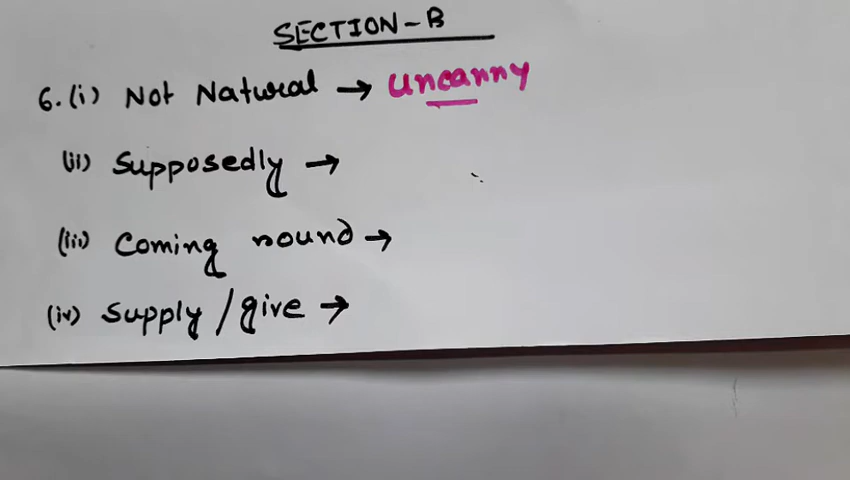 SECTION-B
6. (i) Not Natural → Uncanny
(ii) Supposedly →
(iii) Coming round →
(iv) Supply/give →